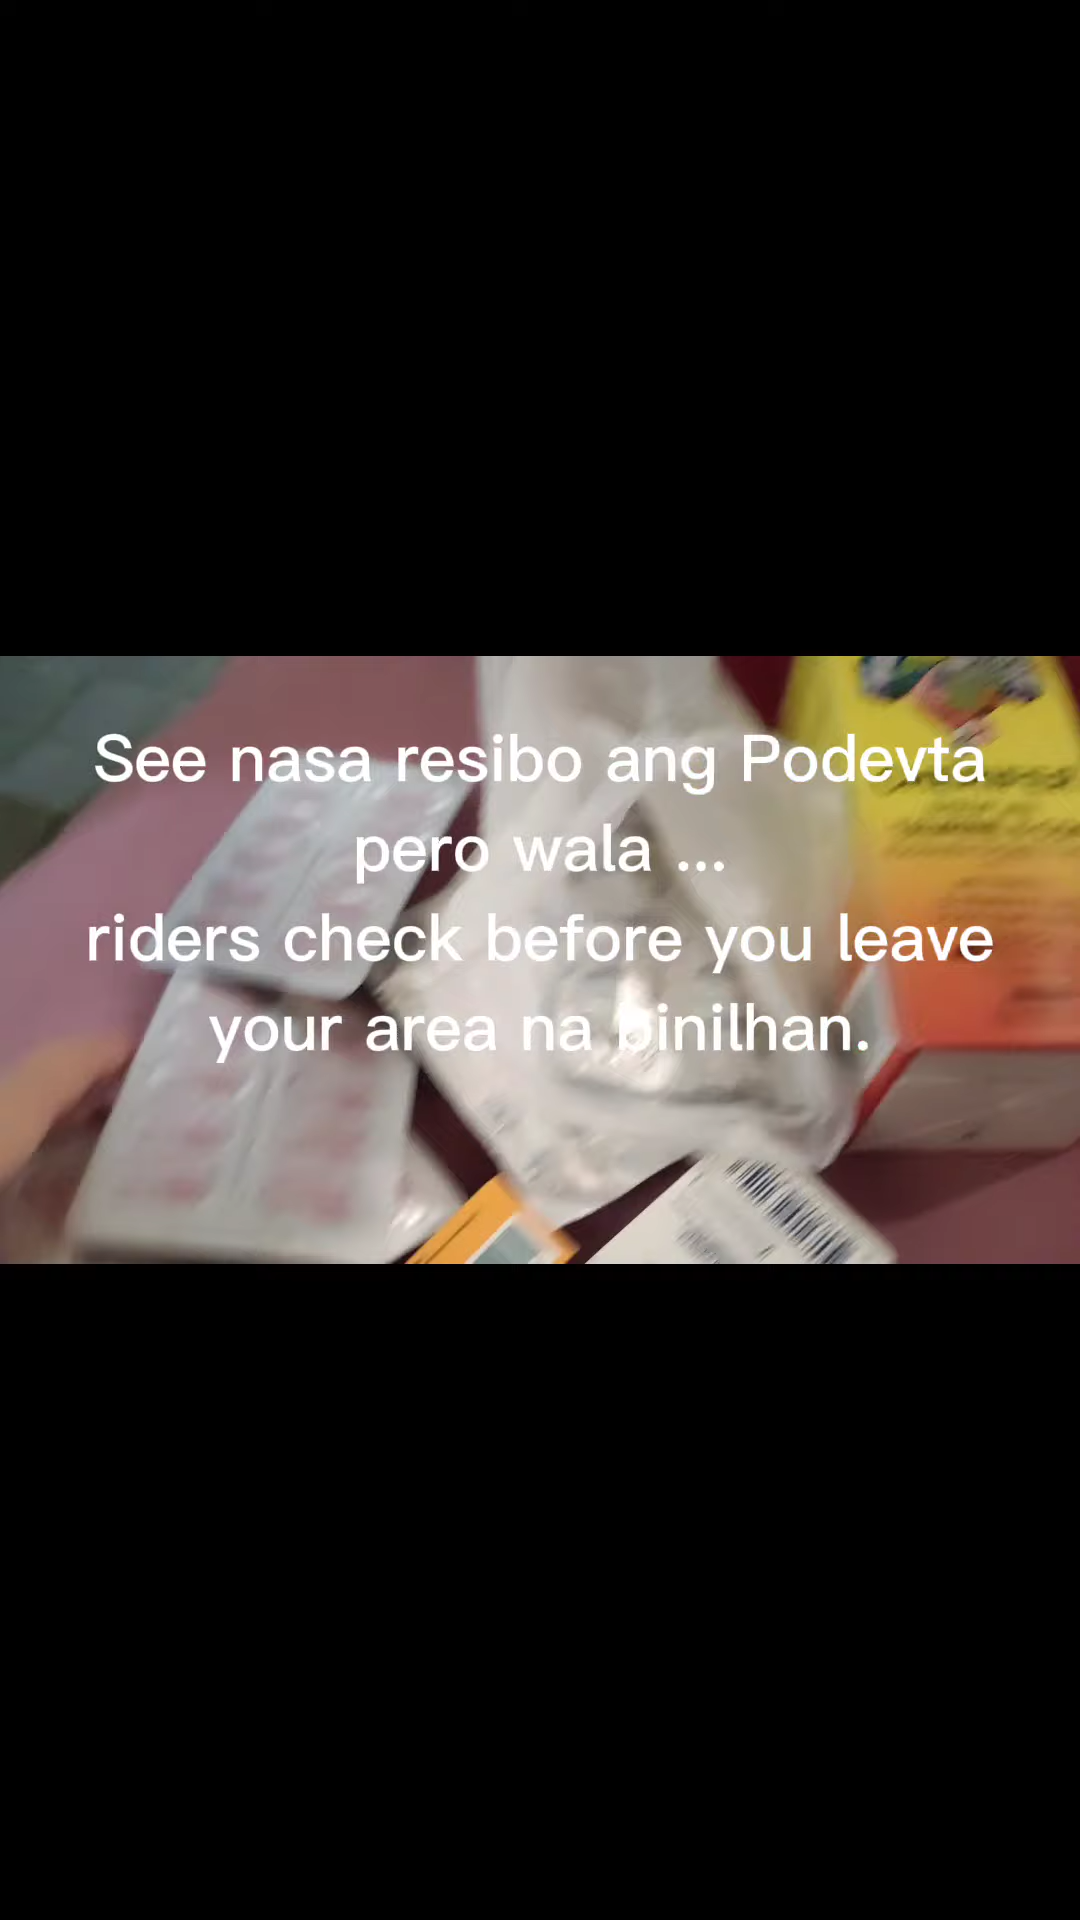 See nasa resibo ang Podevta
pero wala ...
riders check before you leave
your area na binilhan.